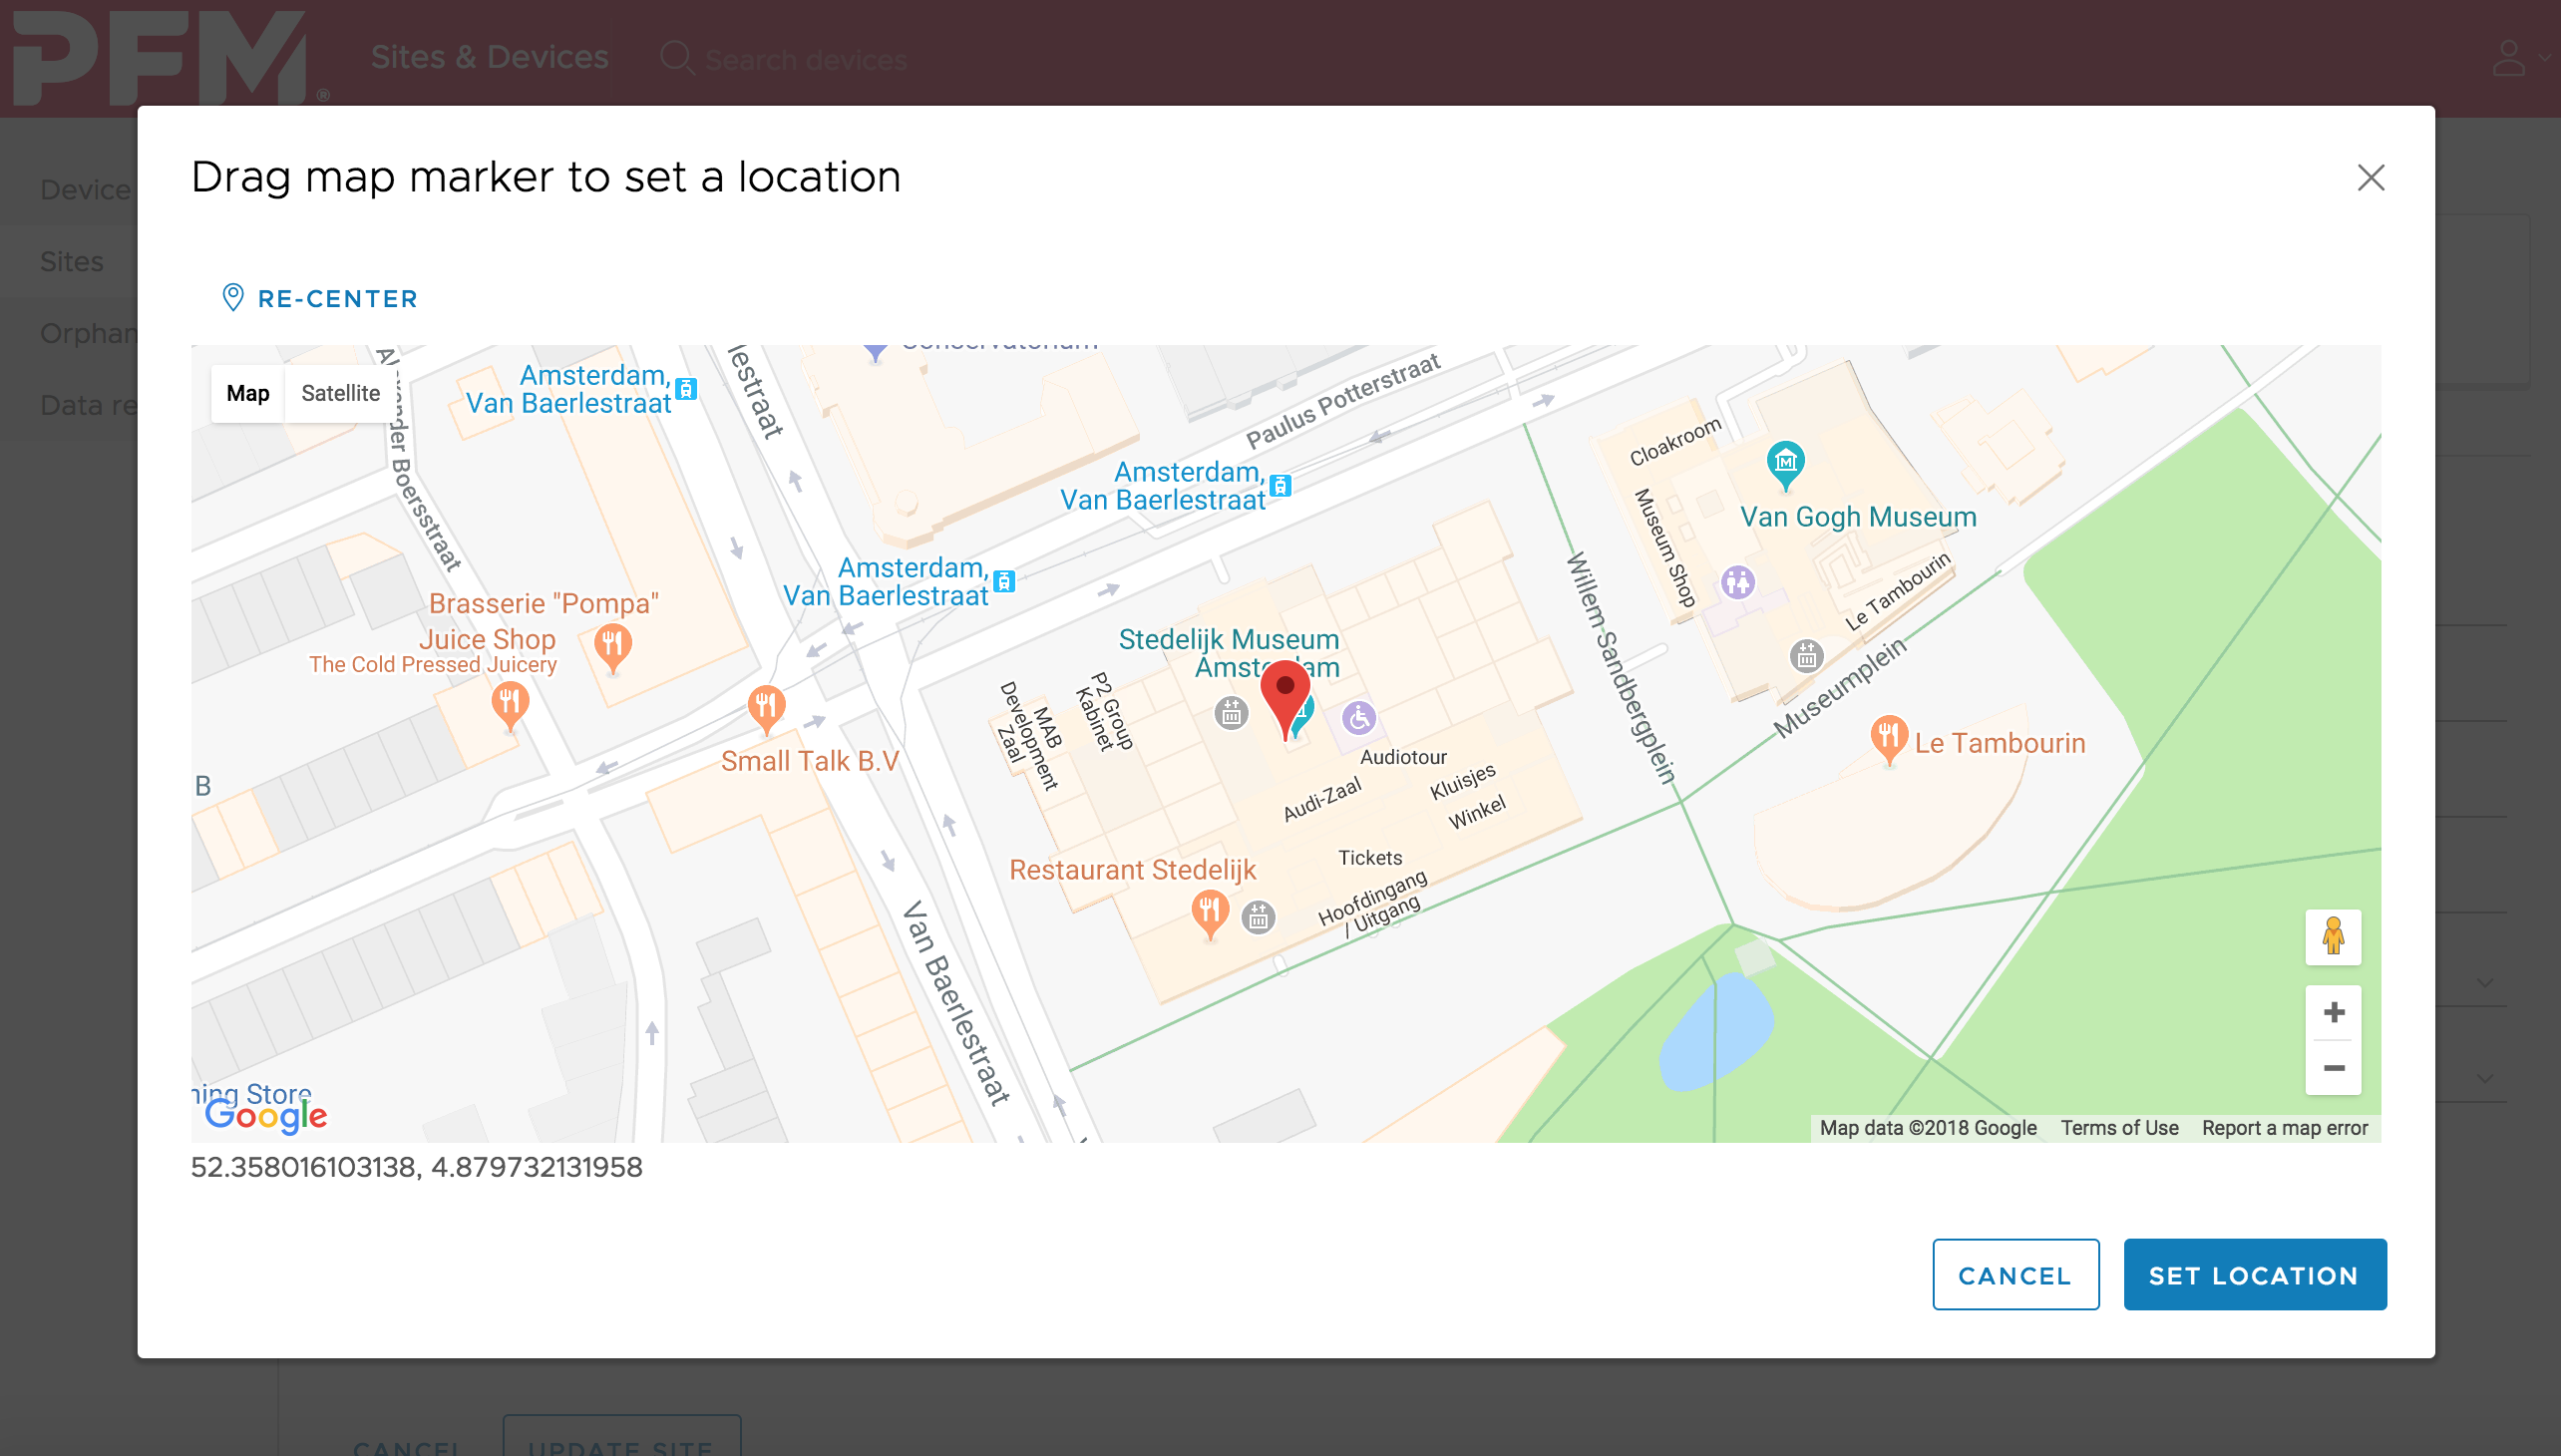 PFM®
Sites & Devices
Search devices
Device
Sites
Orphan
Data re
Drag map marker to set a location
RE-CENTER
Map
Satellite
Conservatorium
Amsterdam,
Van Baerlestraat
lestraat
Paulus Potterstraat
Boersstraat
Amsterdam,
Van Baerlestraat
Cloakroom
Museum Shop
Van Gogh Museum
Le Tambourin
Amsterdam,
Van Baerlestraat
Willem Sandbergplein
Brasserie "Pompa"
Juice Shop
The Cold Pressed Juicery
Stedelijk Museum
Amsterdam
Museumplein
Le Tambourin
P2 Group
Kabinet
MAB
Development
Zaal
Small Talk B.V
Audiotour
Audi-Zaal
Kluisjes
Winkel
B
Restaurant Stedelijk
Tickets
Hoofdingang
/ Uitgang
Van Baerlestraat
ning Store
Google
Map data ©2018 Google
Terms of Use
Report a map error
52.358016103138, 4.879732131958
CANCEL
SET LOCATION
CANCEL
UPDATE SITE